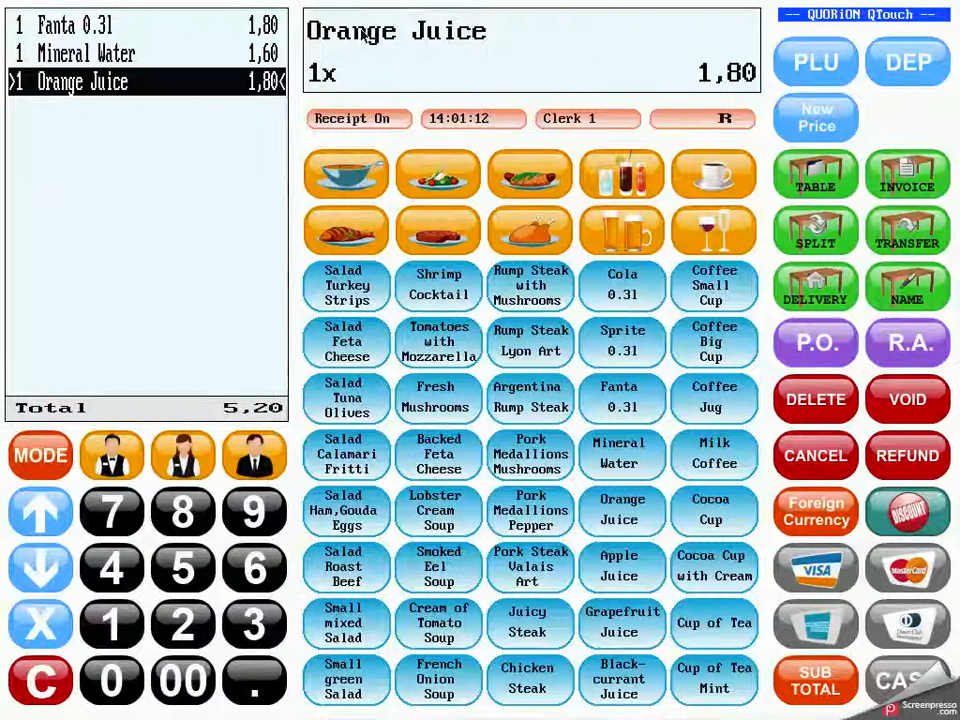 1 Fanta 0.3l 1,80
1 Mineral Water 1,60
>1 Orange Juice 1,80<
Total 5,20
Orange Juice
1x 1,80
Receipt On
14:01:12
Clerk 1
R
-- QUORiON QTouch --
PLU
DEP
New
Price
TABLE
INVOICE
SPLIT
TRANSFER
DELIVERY
NAME
P.O.
R.A.
DELETE
VOID
CANCEL
REFUND
Foreign
Currency
DISCOUNT
VISA
MasterCard
SUB
TOTAL
Salad
Turkey
Strips
Shrimp
Cocktail
Rump Steak
with
Mushrooms
Cola
0.3l
Coffee
Small
Cup
Salad
Feta
Cheese
Tomatoes
with
Mozzarella
Rump Steak
Lyon Art
Sprite
0.3l
Coffee
Big
Cup
Salad
Tuna
Olives
Fresh
Mushrooms
Argentina
Rump Steak
Fanta
0.3l
Coffee
Jug
Salad
Calamari
Fritti
Backed
Feta
Cheese
Pork
Medallions
Mushrooms
Mineral
Water
Milk
Coffee
Salad
Ham,Gouda
Eggs
Lobster
Cream
Soup
Pork
Medallions
Pepper
Orange
Juice
Cocoa
Cup
Salad
Roast
Beef
Smoked
Eel
Soup
Pork Steak
Valais
Art
Apple
Juice
Cocoa Cup
with Cream
Small
mixed
Salad
Cream of
Tomato
Soup
Juicy
Steak
Grapefruit
Juice
Cup of Tea
Small
green
Salad
French
Onion
Soup
Chicken
Steak
Black-
currant
Juice
Cup of Tea
Mint
MODE
7 8 9
4 5 6
X 1 2 3
C 0 00 .
Screenpresso
.com